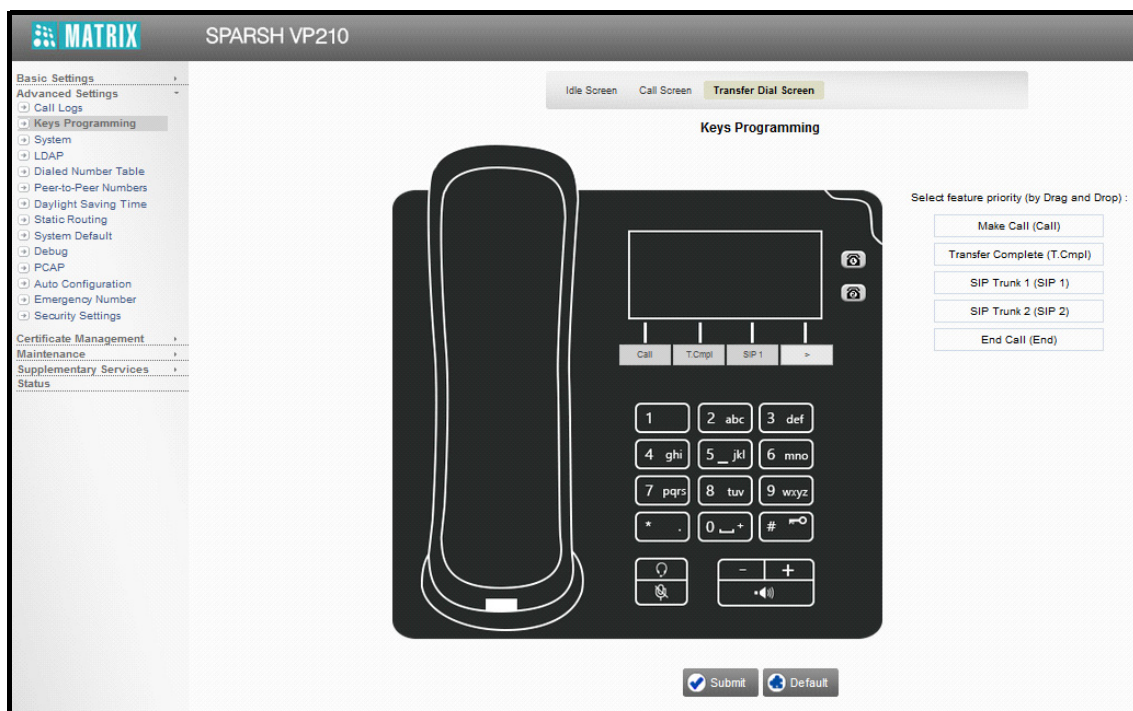 MATRIX
SPARSH VP210
Basic Settings
Advanced Settings
Call Logs
Keys Programming
System
LDAP
Dialed Number Table
Peer-to-Peer Numbers
Daylight Saving Time
Static Routing
System Default
Debug
PCAP
Auto Configuration
Emergency Number
Security Settings
Certificate Management
Maintenance
Supplementary Services
Status
Idle Screen Call Screen Transfer Dial Screen
Keys Programming
Call T.Cmpl SIP 1 >
1 2 abc 3 def
4 ghi 5 _ jkl 6 mno
7 pqrs 8 tuv 9 wxyz
* . 0 + #
- +
Select feature priority (by Drag and Drop) :
Make Call (Call)
Transfer Complete (T.Cmpl)
SIP Trunk 1 (SIP 1)
SIP Trunk 2 (SIP 2)
End Call (End)
Submit Default